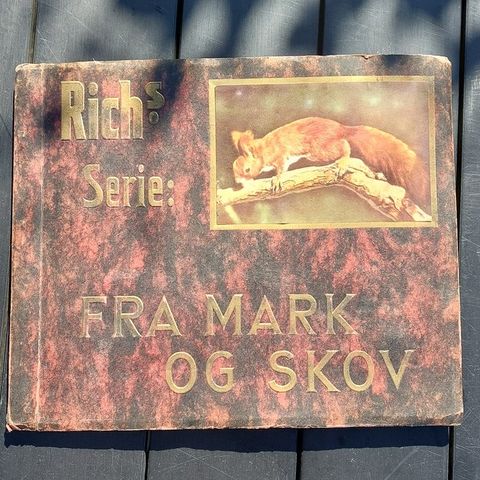 Richs
Serie:
FRA MARK
OG SKOV